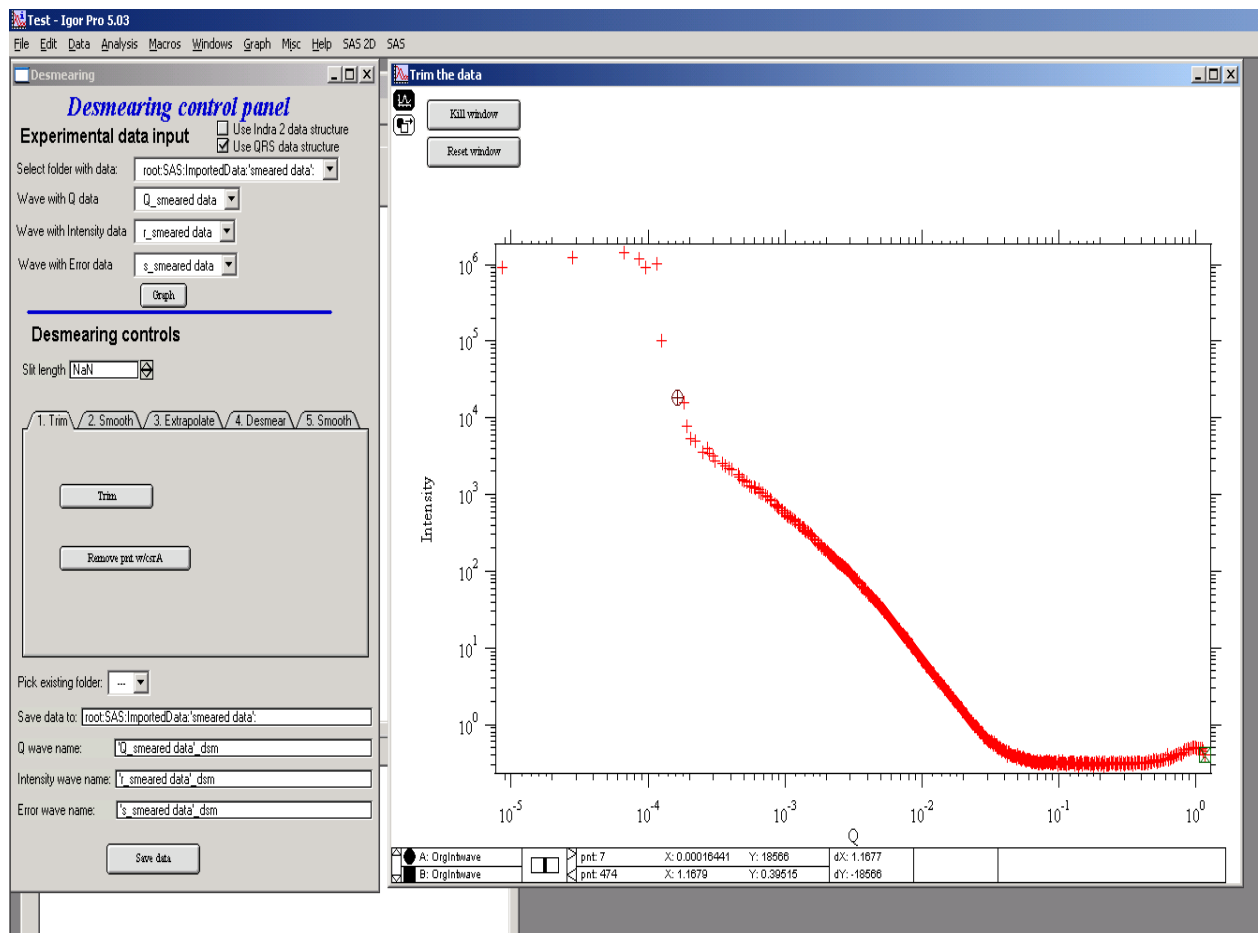 Test - Igor Pro 5.03
File Edit Data Analysis Macros Windows Graph Misc Help SAS 2D SAS
Desmearing
Desmearing control panel
Experimental data input
Use Indra 2 data structure
Use QRS data structure
Select folder with data: root:SAS:ImportedData:'smeared data':
Wave with Q data Q_smeared data
Wave with Intensity data r_smeared data
Wave with Error data s_smeared data
Graph
Desmearing controls
Slit length NaN
1. Trim 2. Smooth 3. Extrapolate 4. Desmear 5. Smooth
Trim
Remove pnt w/csrA
Pick existing folder: ---
Save data to: root:SAS:ImportedData:'smeared data':
Q wave name: 'Q_smeared data'_dsm
Intensity wave name: 'r_smeared data'_dsm
Error wave name: 's_smeared data'_dsm
Save data
Trim the data
Kill window
Reset window
Intensity
10^6
10^5
10^4
10^3
10^2
10^1
10^0
10^-5 10^-4 10^-3 10^-2 10^-1 10^0
Q
A: OrgIntwave pnt: 7 X: 0.00016441 Y: 18566 dX: 1.1677
B: OrgIntwave pnt: 474 X: 1.1679 Y: 0.39515 dY: -18566